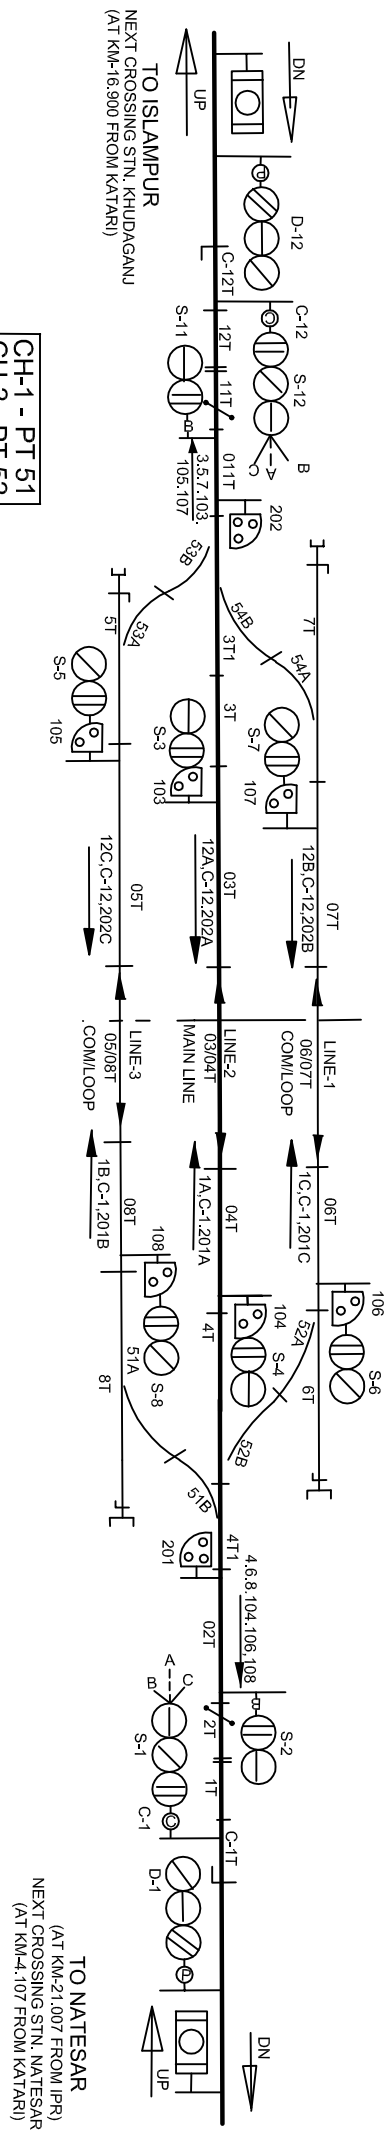 DN
UP
TO ISLAMPUR
NEXT CROSSING STN. KHUDAGANJ
(AT KM-16.900 FROM KATARI)
P
D-12
C-12T
C-12
C
S-12
B
A
C
12T
11T
S-11
B
011T
3.5.7.103.
105.107
202
53B
53A
54B
54A
5T
7T
3T1
3T
S-5
105
S-3
103
S-7
107
12C,C-12,202C
12A,C-12.202A
12B,C-12,202B
05T
03T
07T
LINE-1
06/07T
COM/LOOP
LINE-2
03/04T
MAIN LINE
LINE-3
05/08T
.COM/LOOP
1B,C-1,201B
1A,C-1.201A
1C,C-1,201C
08T
04T
06T
108
S-8
51A
8T
104
S-4
4T
106
S-6
6T
52A
52B
51B
201
4T1
02T
4.6.8.104.106,108
B
S-2
2T
1T
A
B
C
S-1
C-1
C
C-1T
D-1
P
DN
UP
TO NATESAR
(AT KM-21.007 FROM IPR)
NEXT CROSSING STN. NATESAR
(AT KM-4.107 FROM KATARI)
CH-1 - PT 51